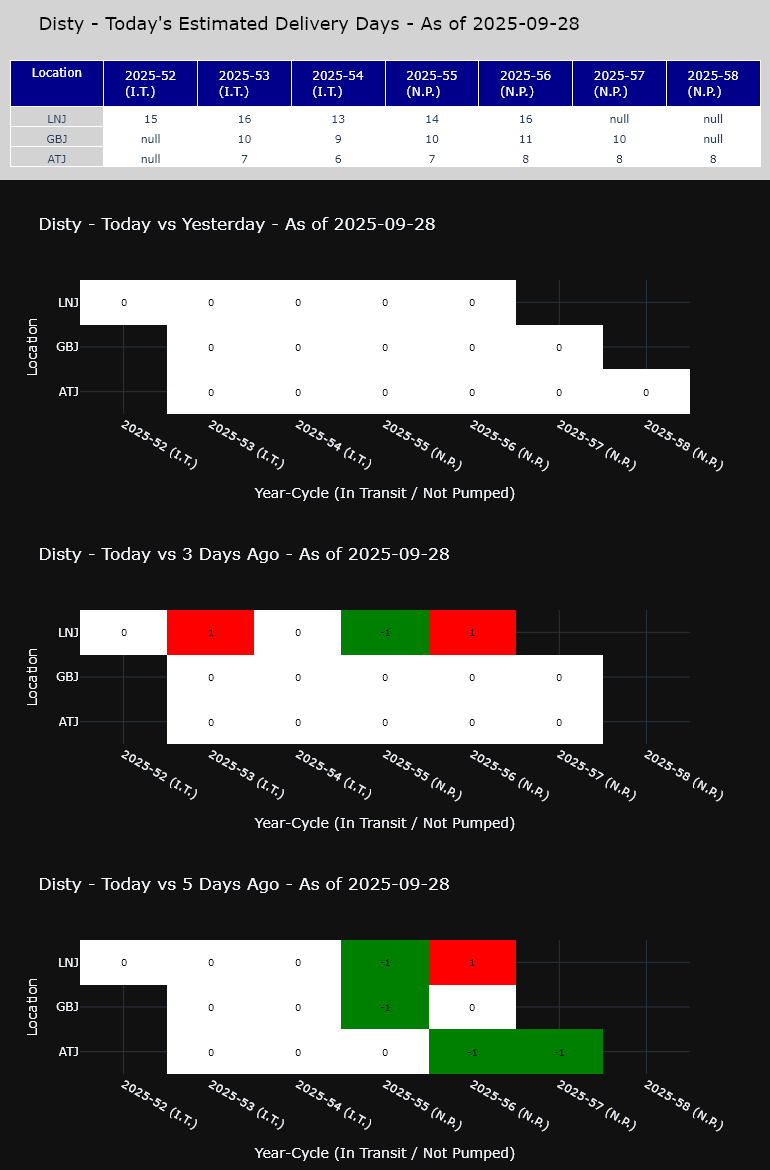 Disty - Today's Estimated Delivery Days - As of 2025-09-28
Location 2025-52 (I.T.) 2025-53 (I.T.) 2025-54 (I.T.) 2025-55 (N.P.) 2025-56 (N.P.) 2025-57 (N.P.) 2025-58 (N.P.)
LNJ 15 16 13 14 16 null null
GBJ null 10 9 10 11 10 null
ATJ null 7 6 7 8 8 8
Disty - Today vs Yesterday - As of 2025-09-28
Location
LNJ 0 0 0 0 0
GBJ 0 0 0 0 0
ATJ 0 0 0 0 0 0
2025-52 (I.T.) 2025-53 (I.T.) 2025-54 (I.T.) 2025-55 (N.P.) 2025-56 (N.P.) 2025-57 (N.P.) 2025-58 (N.P.)
Year-Cycle (In Transit / Not Pumped)
Disty - Today vs 3 Days Ago - As of 2025-09-28
Location
LNJ 0 1 0 -1 1
GBJ 0 0 0 0 0
ATJ 0 0 0 0 0
2025-52 (I.T.) 2025-53 (I.T.) 2025-54 (I.T.) 2025-55 (N.P.) 2025-56 (N.P.) 2025-57 (N.P.) 2025-58 (N.P.)
Year-Cycle (In Transit / Not Pumped)
Disty - Today vs 5 Days Ago - As of 2025-09-28
Location
LNJ 0 0 0 -1 1
GBJ 0 0 -1 0
ATJ 0 0 0 -1 -1
2025-52 (I.T.) 2025-53 (I.T.) 2025-54 (I.T.) 2025-55 (N.P.) 2025-56 (N.P.) 2025-57 (N.P.) 2025-58 (N.P.)
Year-Cycle (In Transit / Not Pumped)